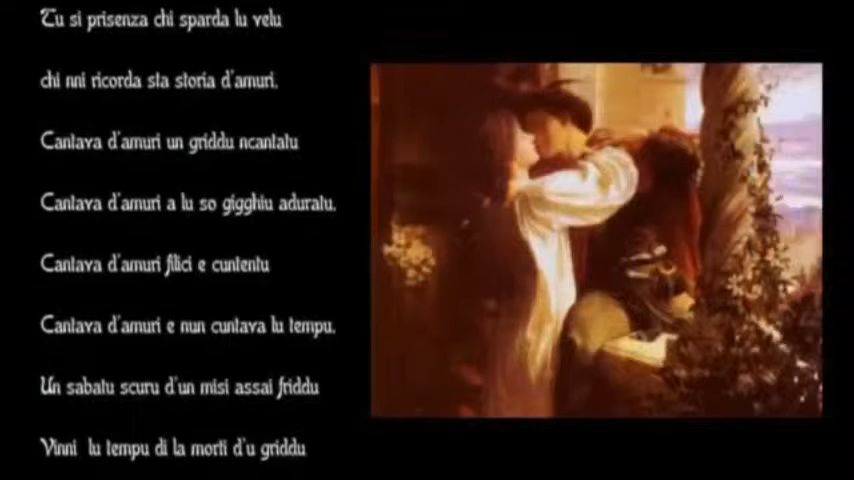 Tu si prisenza chi sparda lu velu
chi nni ricorda sta storia d'amuri.
Cantava d'amuri un griddu ncantatu
Cantava d'amuri a lu so gigghiu aduratu.
Cantava d'amuri filici e cuntentu
Cantava d'amuri e nun cuntava lu tempu.
Un sabatu scuru d'un misi assai friddu
Vinni lu tempu di la morti d'u griddu